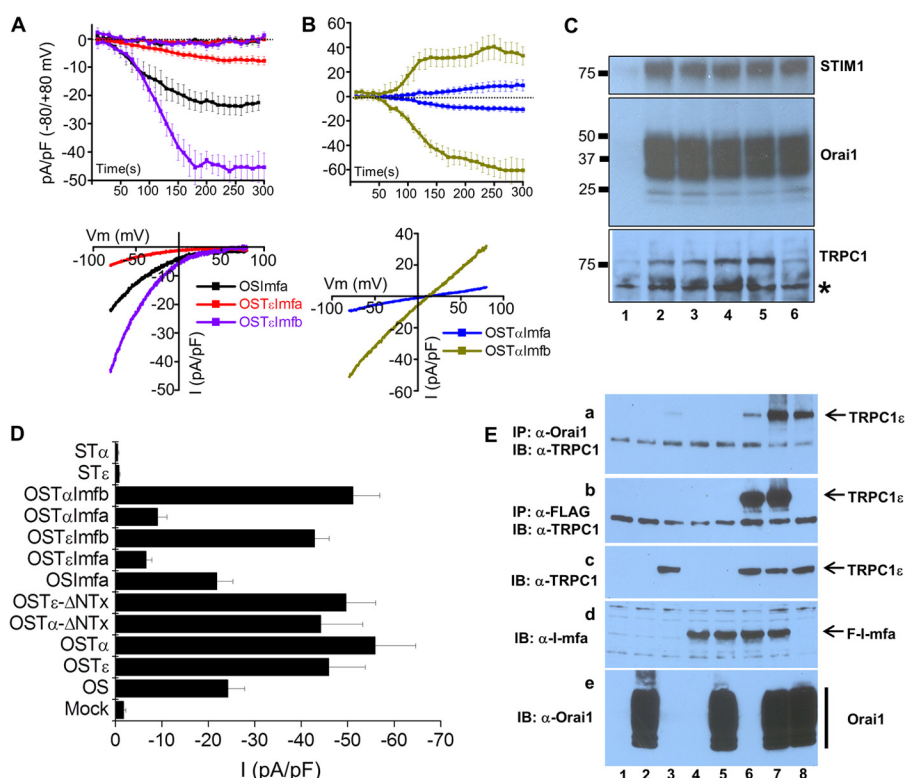 A
pA/pF (-80/+80 mV)
0
-10
-20
-30
-40
-50
Time(s)
50
100
150
200
250
300
Vm (mV)
-100
-50
0
50
100
-10
-20
-30
-40
-50
I (pA/pF)
OSImfa
OSTεImfa
OSTεImfb
B
60
40
20
0
-20
-40
-60
Time(s)
50
100
150
200
250
300
Vm (mV)
-100
-50
0
50
100
40
20
-20
-40
-60
I (pA/pF)
OSTαImfa
OSTαImfb
C
75
STIM1
50
37
25
Orai1
75
TRPC1
*
1 2 3 4 5 6
D
STα
STε
OSTαImfb
OSTαImfa
OSTεImfb
OSTεImfa
OSImfa
OSTε-ΔNTx
OSTα-ΔNTx
OSTα
OSTε
OS
Mock
0 -10 -20 -30 -40 -50 -60 -70
I (pA/pF)
E
a
IP: α-Orai1
IB: α-TRPC1
TRPC1ε
b
IP: α-FLAG
IB: α-TRPC1
TRPC1ε
c
IB: α-TRPC1
TRPC1ε
d
IB: α-I-mfa
F-I-mfa
e
IB: α-Orai1
Orai1
1 2 3 4 5 6 7 8